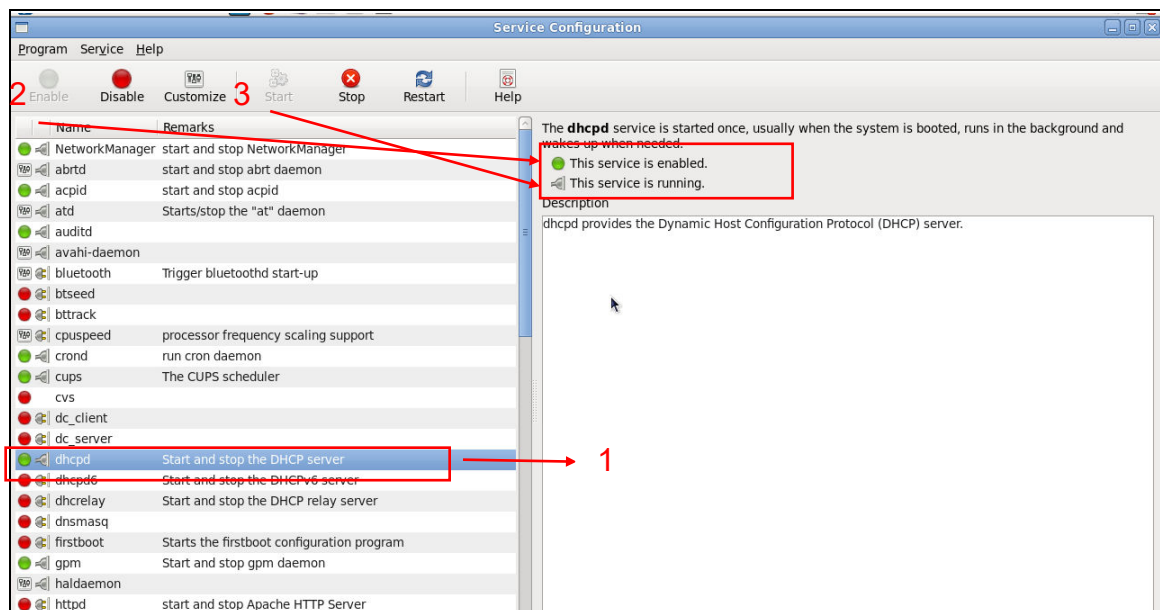 Service Configuration
Program Service Help
2 Enable Disable Customize 3 Start Stop Restart Help
Name Remarks
NetworkManager start and stop NetworkManager
abrtd start and stop abrt daemon
acpid start and stop acpid
atd Starts/stop the "at" daemon
auditd
avahi-daemon
bluetooth Trigger bluetoothd start-up
btseed
bttrack
cpuspeed processor frequency scaling support
crond run cron daemon
cups The CUPS scheduler
cvs
dc_client
dc_server
dhcpd Start and stop the DHCP server
1
dhcpd6 Start and stop the DHCPv6 server
dhcrelay Start and stop the DHCP relay server
dnsmasq
firstboot Starts the firstboot configuration program
gpm Start and stop gpm daemon
haldaemon
httpd start and stop Apache HTTP Server
The dhcpd service is started once, usually when the system is booted, runs in the background and
wakes up when needed.
This service is enabled.
This service is running.
Description
dhcpd provides the Dynamic Host Configuration Protocol (DHCP) server.